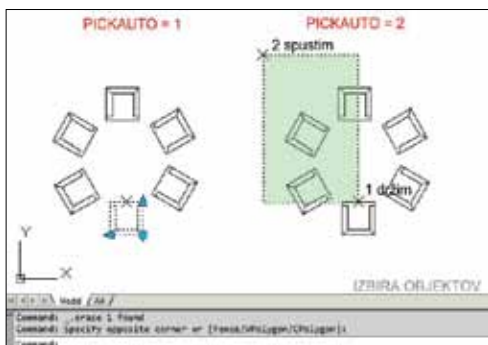 PICKAUTO = 1
PICKAUTO = 2
2 spustim
1 držim
Y
X
IZBIRA OBJEKTOV
Model
Command: _.erase 1 found
Command: Specify opposite corner or [Fence/WPolygon/CPolygon]:
Command: